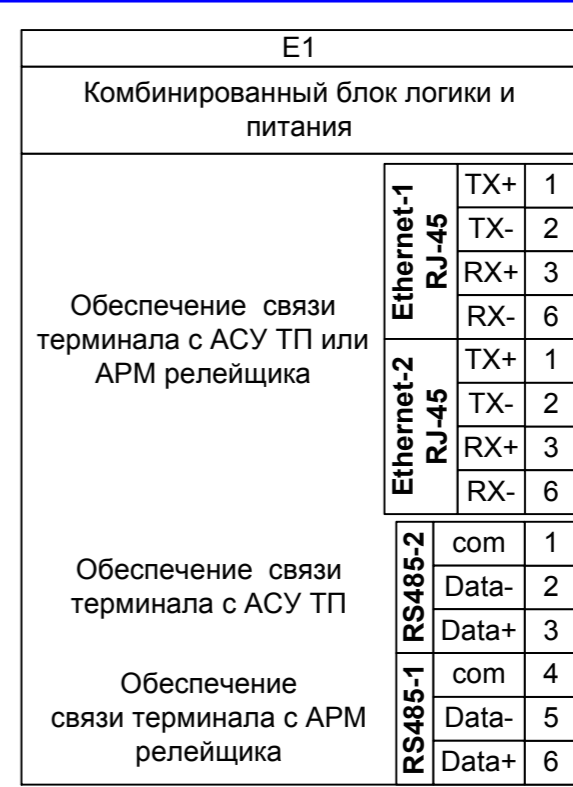 E1
Комбинированный блок логики и
питания
Обеспечение связи
терминала с АСУ ТП или
АРМ релейщика
Ethernet-1
RJ-45
TX+ 1
TX- 2
RX+ 3
RX- 6
Ethernet-2
RJ-45
TX+ 1
TX- 2
RX+ 3
RX- 6
Обеспечение связи
терминала с АСУ ТП
RS485-2
com 1
Data- 2
Data+ 3
Обеспечение
связи терминала с АРМ
релейщика
RS485-1
com 4
Data- 5
Data+ 6